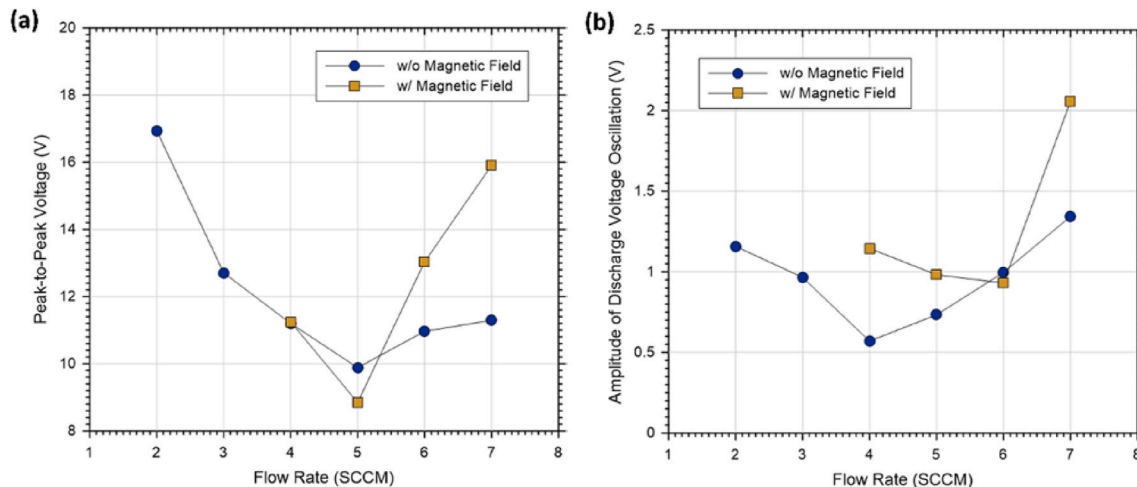 (a)
20
18
16
14
12
10
8
Peak-to-Peak Voltage (V)
w/o Magnetic Field
w/ Magnetic Field
1 2 3 4 5 6 7 8
Flow Rate (SCCM)
(b)
2.5
2
1.5
1
0.5
0
Amplitude of Discharge Voltage Oscillation (V)
w/o Magnetic Field
w/ Magnetic Field
1 2 3 4 5 6 7 8
Flow Rate (SCCM)